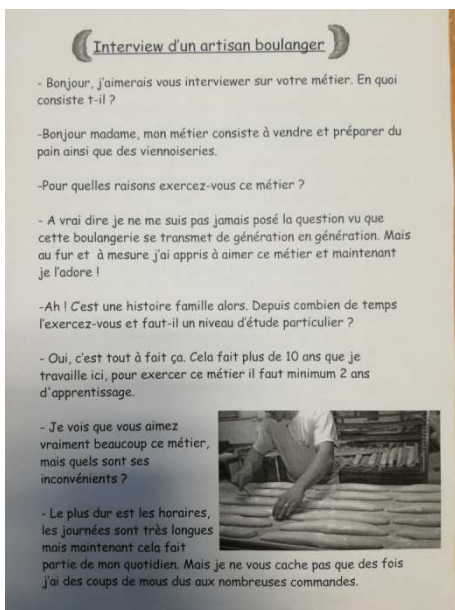 Interview d'un artisan boulanger
- Bonjour, j'aimerais vous interviewer sur votre métier. En quoi
consiste t-il ?
-Bonjour madame, mon métier consiste à vendre et préparer du
pain ainsi que des viennoiseries.
-Pour quelles raisons exercez-vous ce métier ?
- A vrai dire je ne me suis pas jamais posé la question vu que
cette boulangerie se transmet de génération en génération. Mais
au fur et à mesure j'ai appris à aimer ce métier et maintenant
je l'adore !
-Ah ! C'est une histoire famille alors. Depuis combien de temps
l'exercez-vous et faut-il un niveau d'étude particulier ?
- Oui, c'est tout à fait ça. Cela fait plus de 10 ans que je
travaille ici, pour exercer ce métier il faut minimum 2 ans
d'apprentissage.
- Je vois que vous aimez
vraiment beaucoup ce métier,
mais quels sont ses
inconvénients ?
- Le plus dur est les horaires,
les journées sont très longues
mais maintenant cela fait
partie de mon quotidien. Mais je ne vous cache pas que des fois
j'ai des coups de mous dus aux nombreuses commandes.